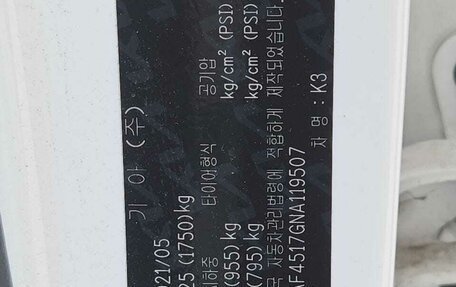 기 아 (주)
21/05
25 (1750)kg
타이어형식 공기압
(955)kg kg/cm² (PSI)
(795)kg kg/cm² (PSI)
자동차관리법령에 적합하게 제작되었습니다.
F4517GNA119507 차 명 : K3